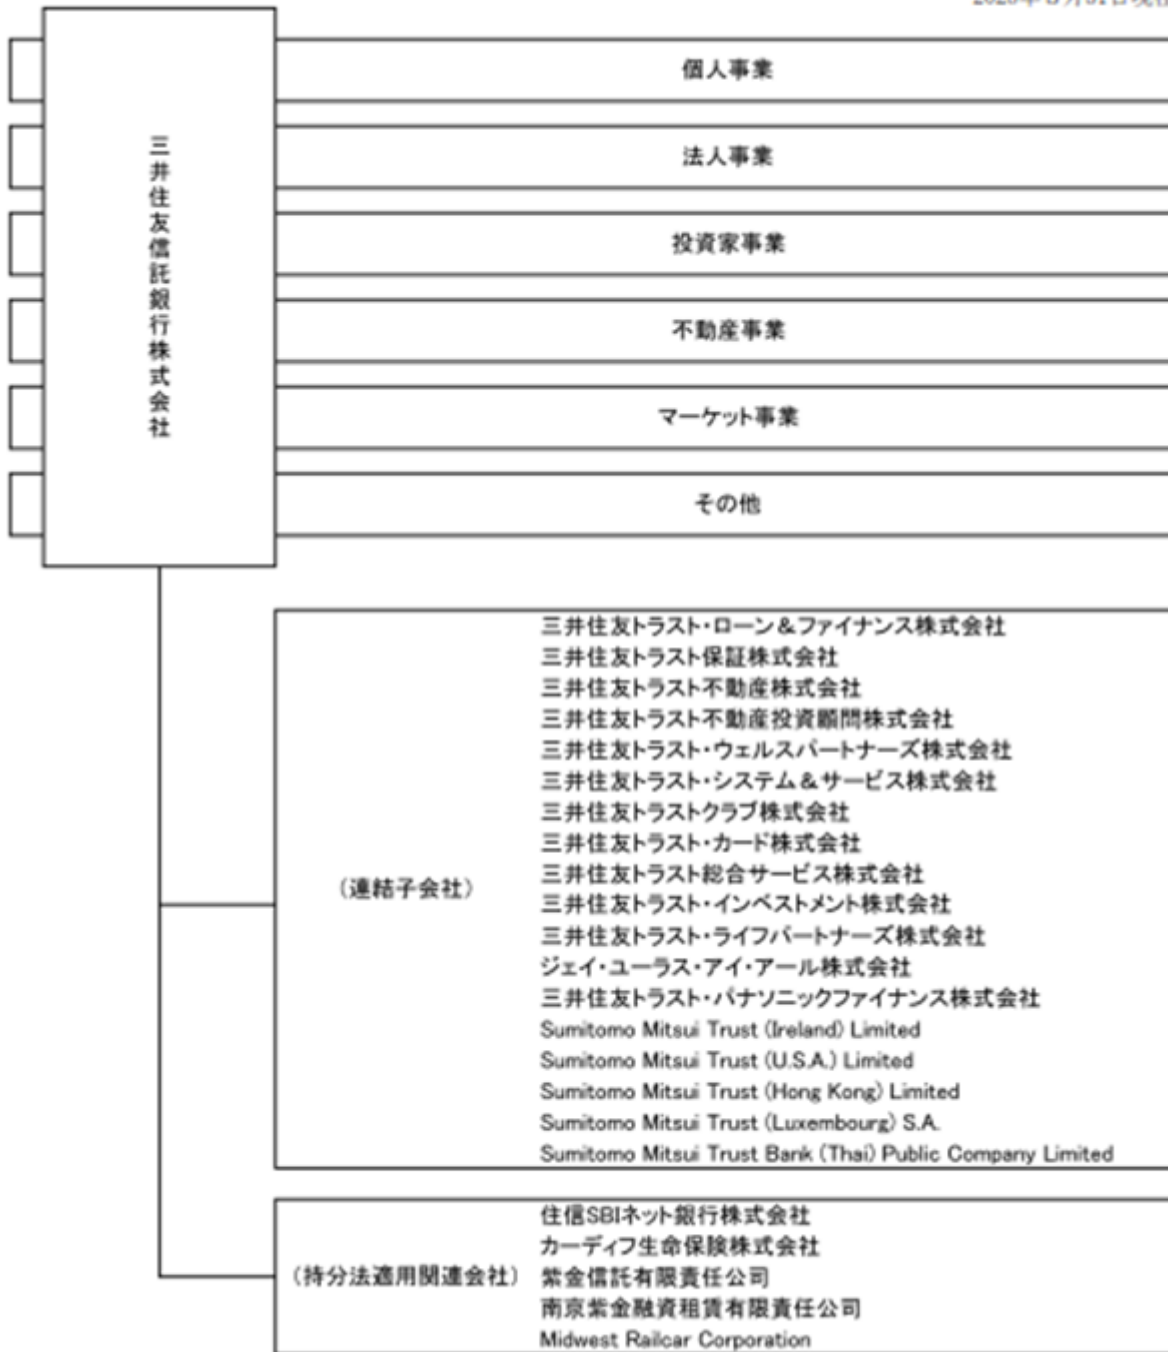 個人事業
法人事業
投資家事業
不動産事業
マーケット事業
その他
三井住友信託銀行株式会社
(連結子会社)
三井住友トラスト・ローン＆ファイナンス株式会社
三井住友トラスト保証株式会社
三井住友トラスト不動産株式会社
三井住友トラスト不動産投資顧問株式会社
三井住友トラスト・ウェルスパートナーズ株式会社
三井住友トラスト・システム＆サービス株式会社
三井住友トラストクラブ株式会社
三井住友トラスト・カード株式会社
三井住友トラスト総合サービス株式会社
三井住友トラスト・インベストメント株式会社
三井住友トラスト・ライフパートナーズ株式会社
ジェイ・ユーラス・アイ・アール株式会社
三井住友トラスト・パナソニックファイナンス株式会社
Sumitomo Mitsui Trust (Ireland) Limited
Sumitomo Mitsui Trust (U.S.A.) Limited
Sumitomo Mitsui Trust (Hong Kong) Limited
Sumitomo Mitsui Trust (Luxembourg) S.A.
Sumitomo Mitsui Trust Bank (Thai) Public Company Limited
(持分法適用関連会社)
住信SBIネット銀行株式会社
カーディフ生命保険株式会社
紫金信託有限責任公司
南京紫金融資租賃有限責任公司
Midwest Railcar Corporation